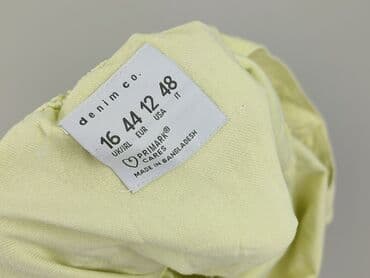 denim co.
16 44 12 48
UK/IRL EUR USA IT
PRIMARK®
CARES
MADE IN BANGLADESH